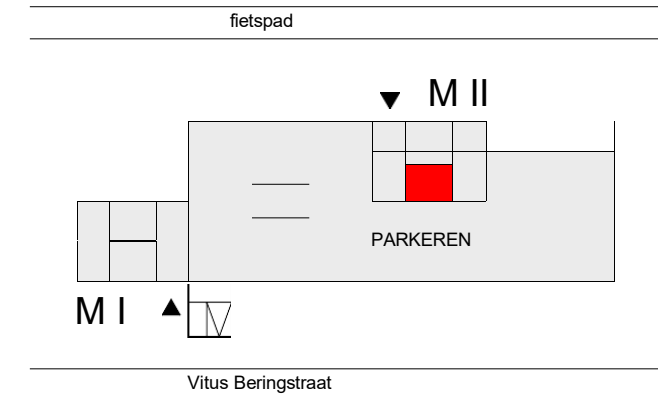 fietspad
M II
PARKEREN
M I
Vitus Beringstraat